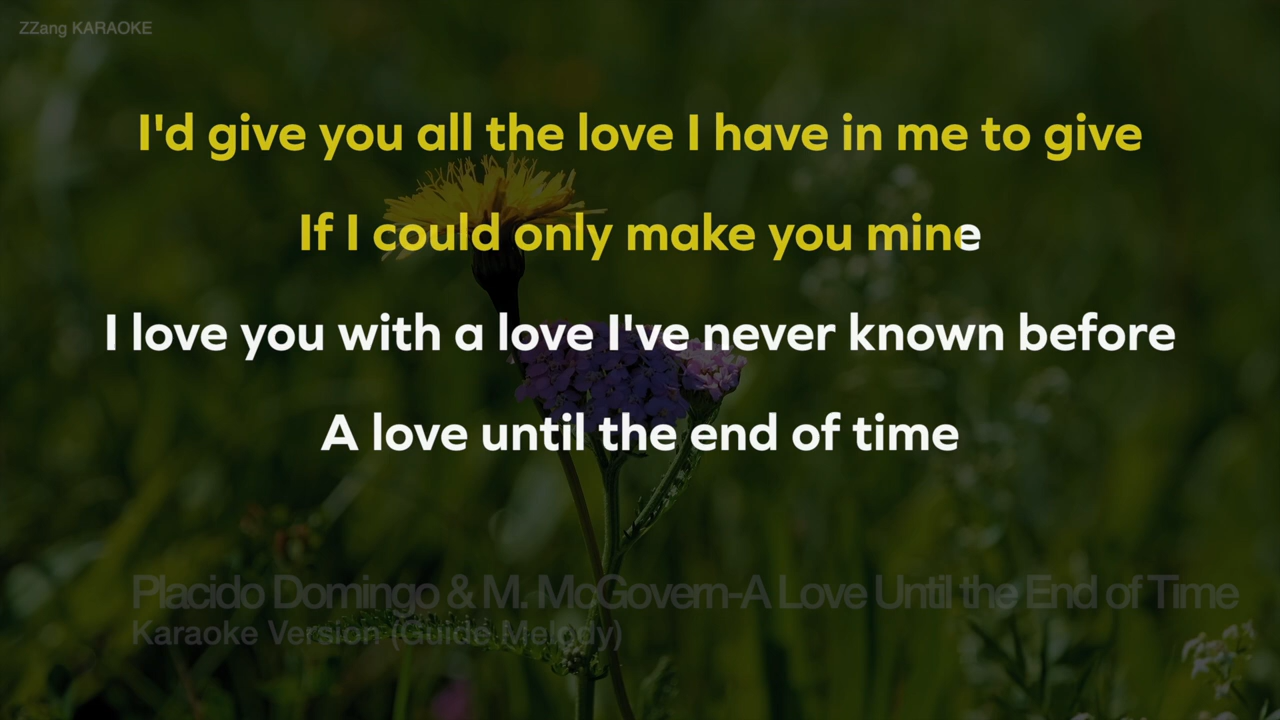 ZZang KARAOKE
I'd give you all the love I have in me to give
If I could only make you mine
I love you with a love I've never known before
A love until the end of time
Placido Domingo & M. McGovern-A Love Until the End of Time
Karaoke Version (Guide Melody)